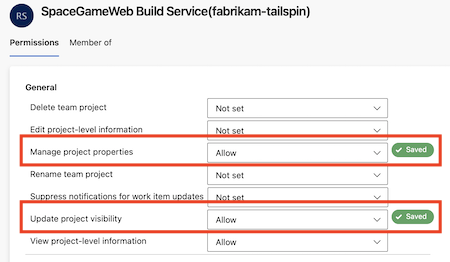 RS
SpaceGameWeb Build Service(fabrikam-tailspin)
Permissions Member of
General
Delete team project Not set
Edit project-level information Not set
Manage project properties Allow Saved
Rename team project Not set
Suppress notifications for work item updates Not set
Update project visibility Allow Saved
View project-level information Allow